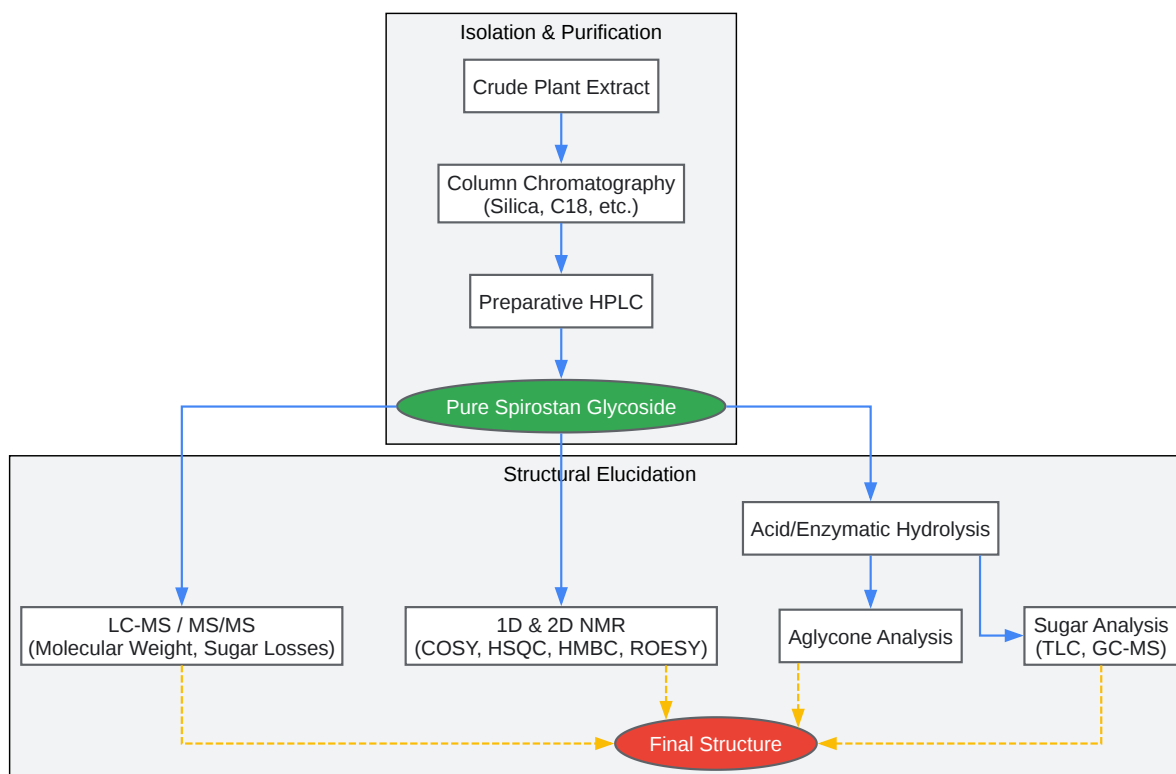 Isolation & Purification
Crude Plant Extract
Column Chromatography
(Silica, C18, etc.)
Preparative HPLC
Pure Spirostan Glycoside
Structural Elucidation
Acid/Enzymatic Hydrolysis
LC-MS / MS/MS
(Molecular Weight, Sugar Losses)
1D & 2D NMR
(COSY, HSQC, HMBC, ROESY)
Aglycone Analysis
Sugar Analysis
(TLC, GC-MS)
Final Structure